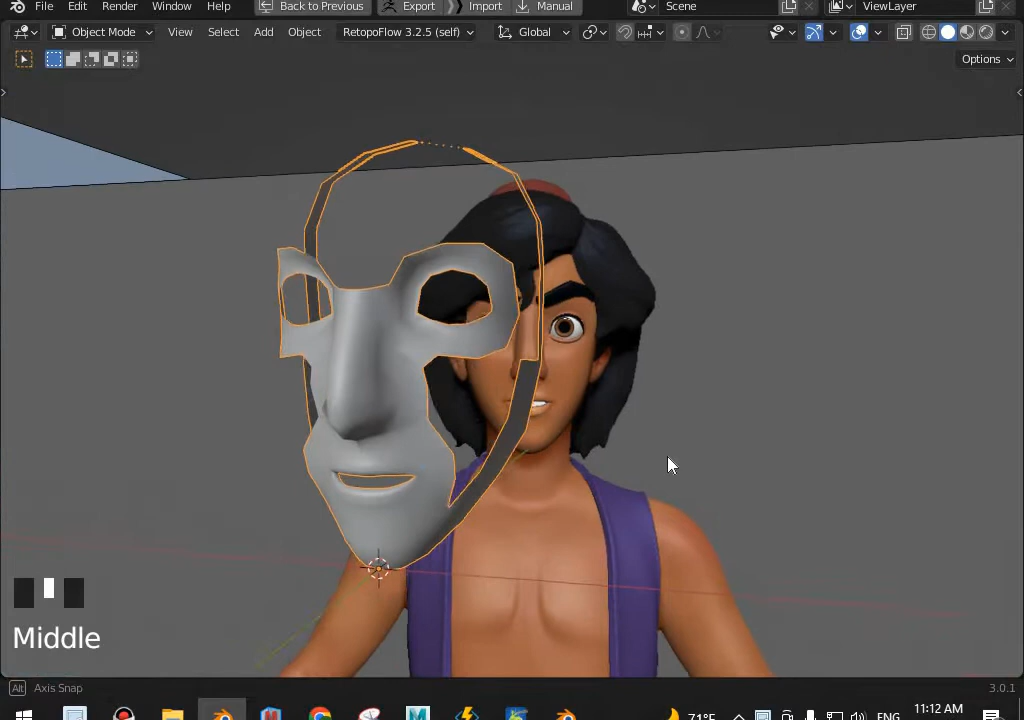 File Edit Render Window Help Back to Previous Export Import Manual Scene ViewLayer
Object Mode View Select Add Object RetopoFlow 3.2.5 (self) Global
Options
Middle
Alt Axis Snap 3.0.1
71°F ENG 11:12 AM